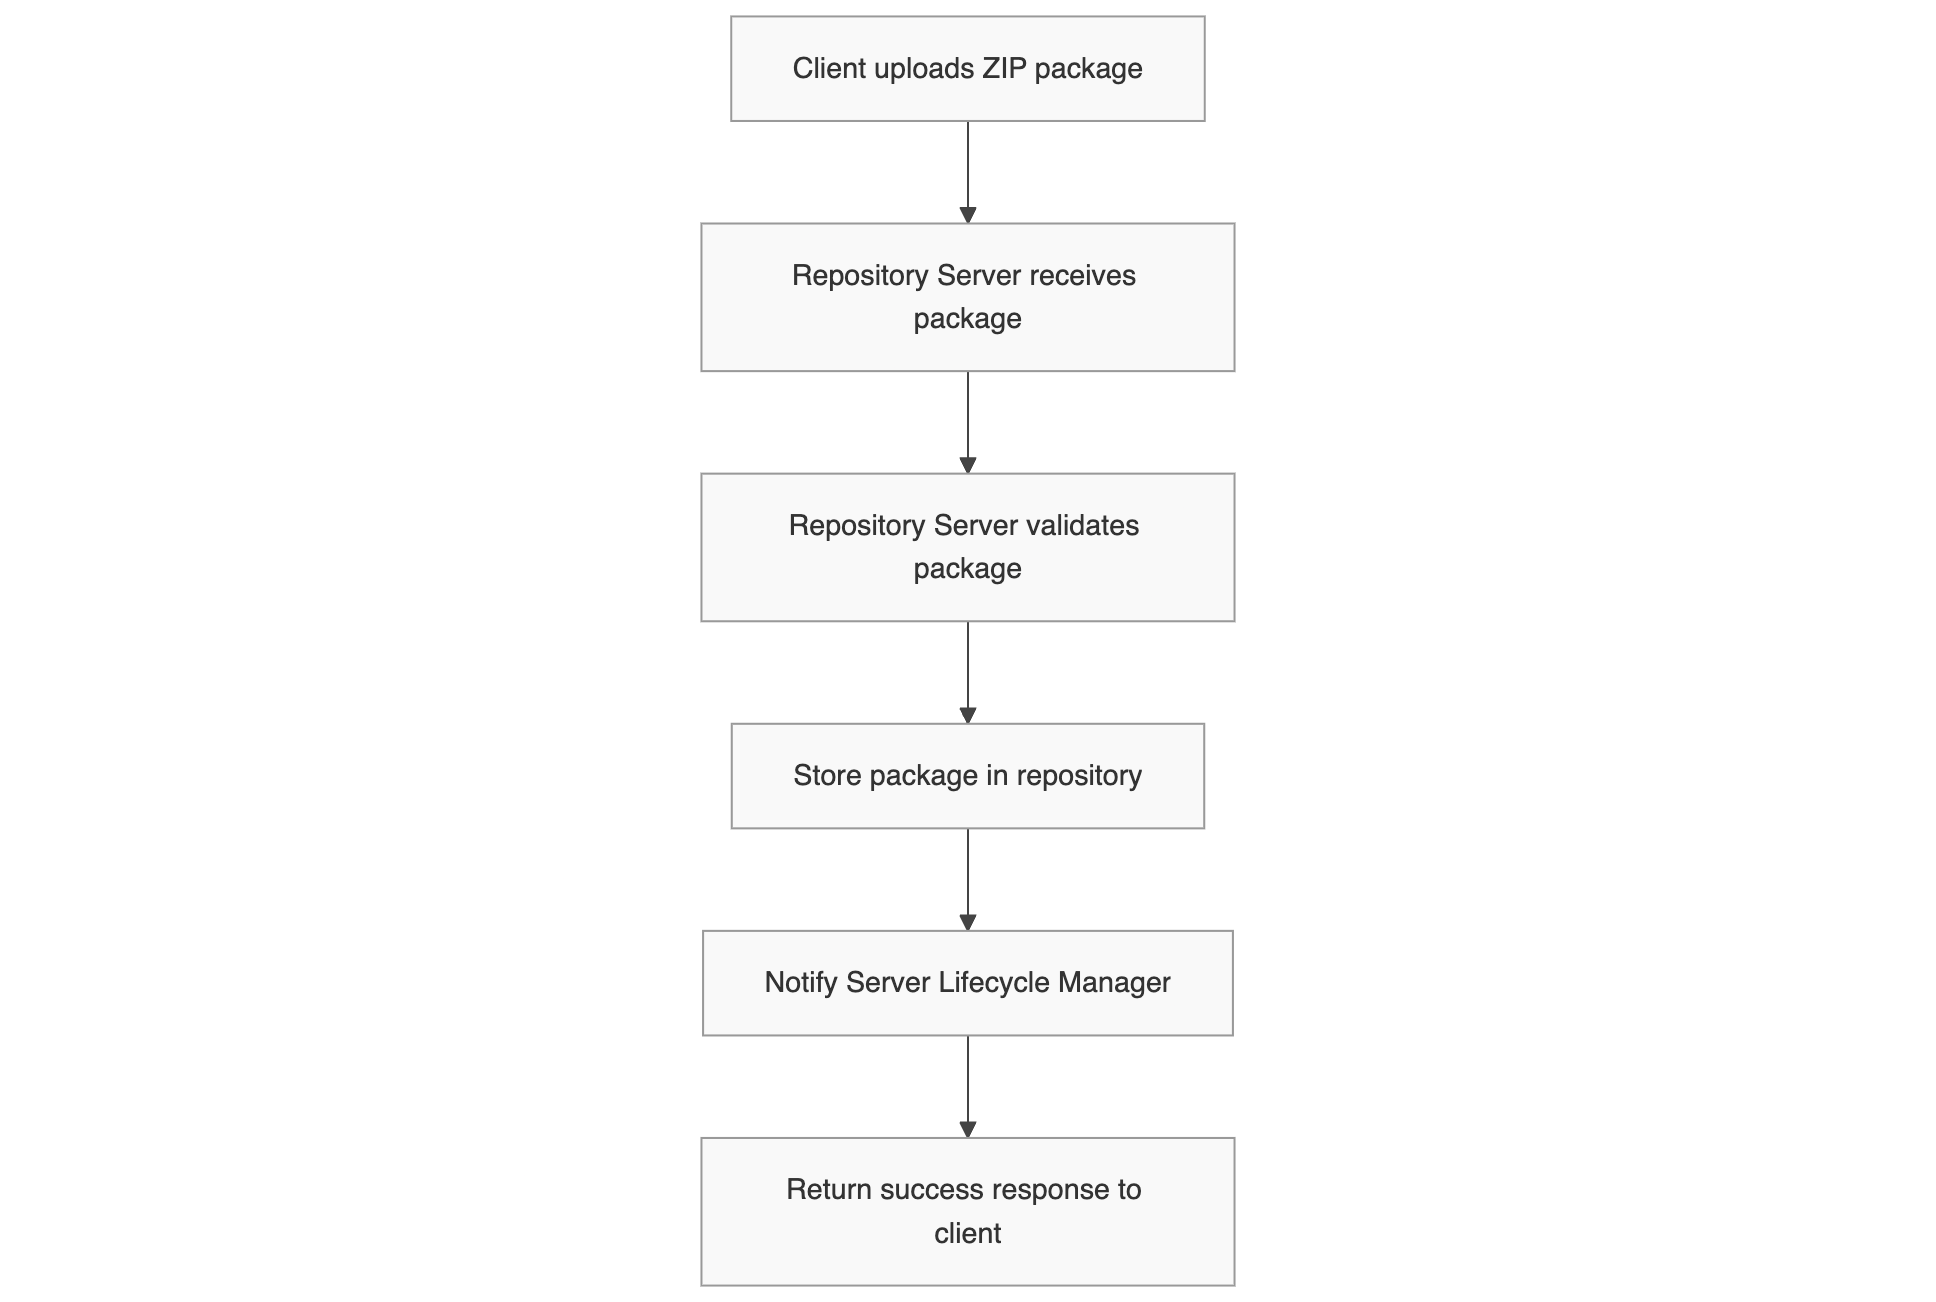 Client uploads ZIP package
Repository Server receives
package
Repository Server validates
package
Store package in repository
Notify Server Lifecycle Manager
Return success response to
client